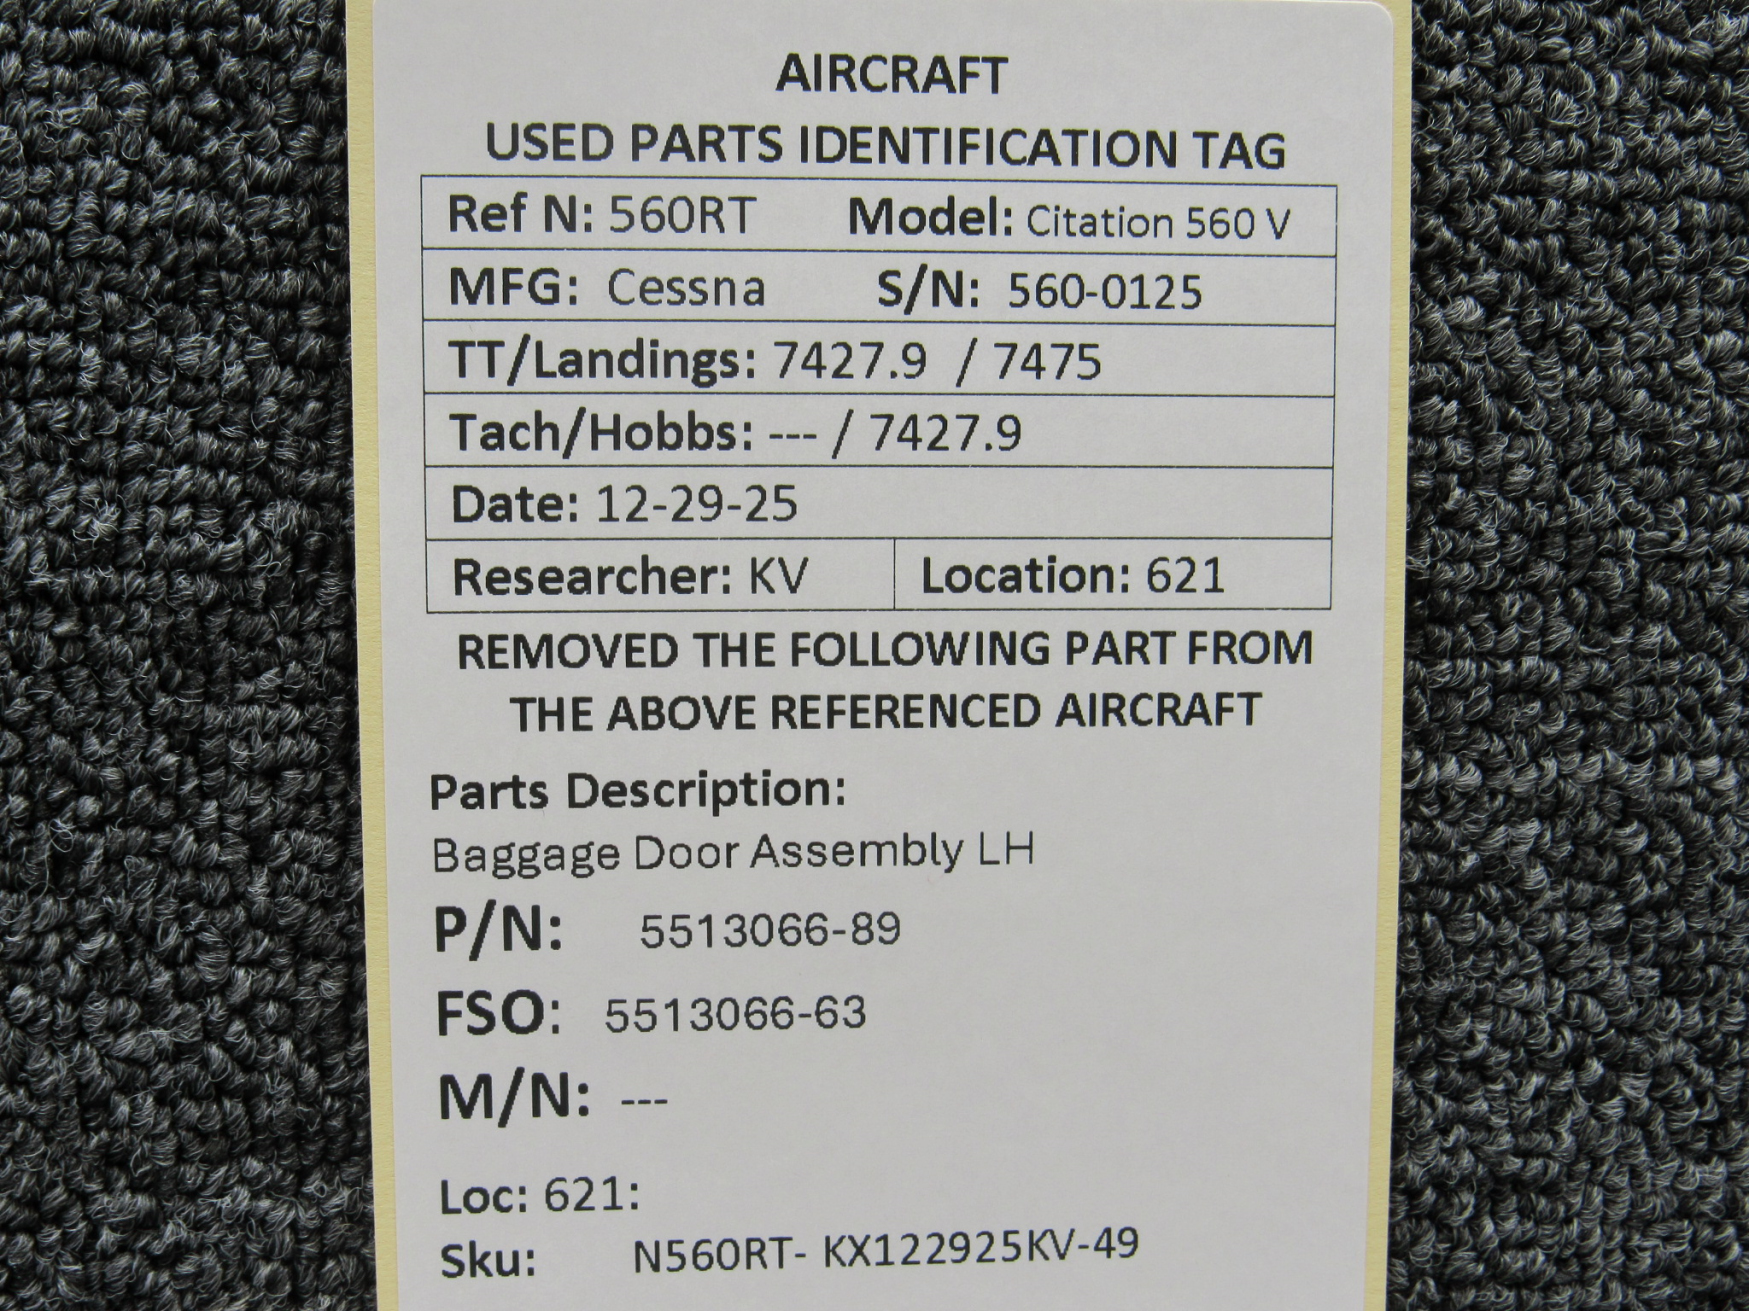 AIRCRAFT
USED PARTS IDENTIFICATION TAG
Ref N: 560RT Model: Citation 560 V
MFG: Cessna S/N: 560-0125
TT/Landings: 7427.9 / 7475
Tach/Hobbs: --- / 7427.9
Date: 12-29-25
Researcher: KV Location: 621
REMOVED THE FOLLOWING PART FROM
THE ABOVE REFERENCED AIRCRAFT
Parts Description:
Baggage Door Assembly LH
P/N: 5513066-89
FSO: 5513066-63
M/N: ---
Loc: 621:
Sku: N560RT- KX122925KV-49